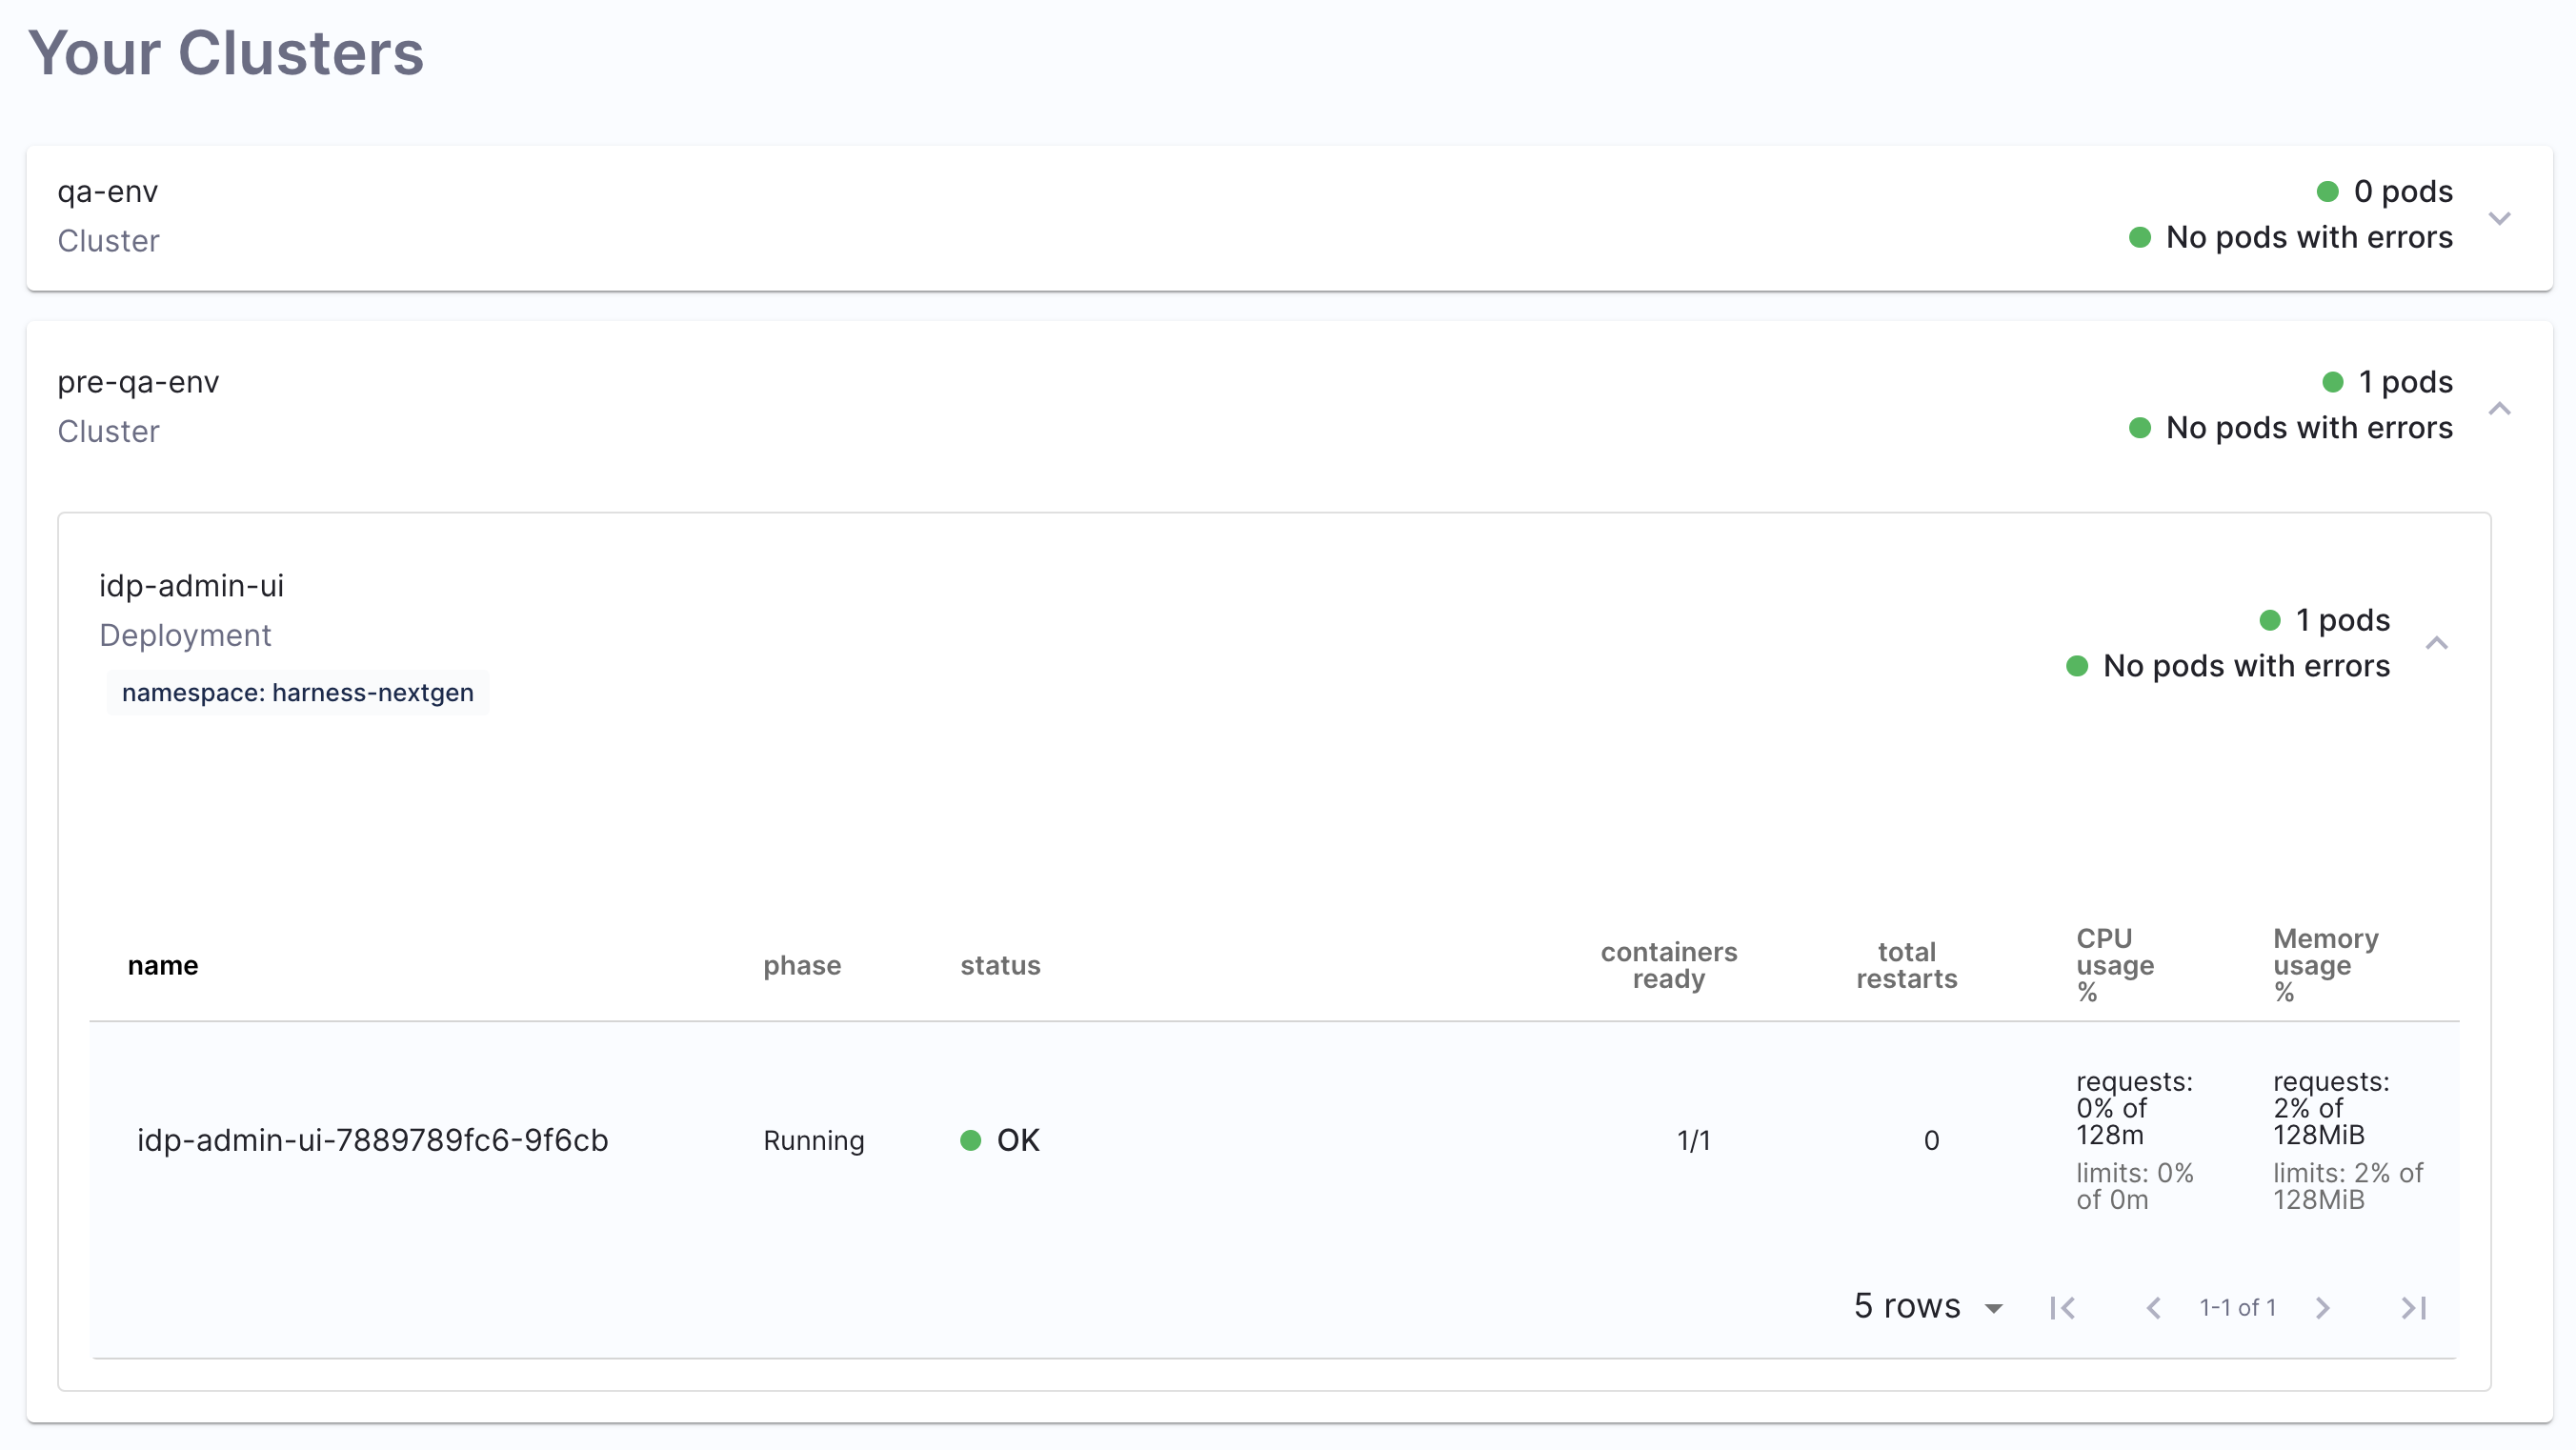 Your Clusters
qa-env
Cluster
0 pods
No pods with errors
pre-qa-env
Cluster
1 pods
No pods with errors
idp-admin-ui
Deployment
namespace: harness-nextgen
1 pods
No pods with errors
name
phase
status
containers
ready
total
restarts
CPU
usage
%
Memory
usage
%
idp-admin-ui-7889789fc6-9f6cb
Running
OK
1/1
0
requests:
0% of
128m
limits: 0%
of 0m
requests:
2% of
128MiB
limits: 2% of
128MiB
5 rows
1-1 of 1